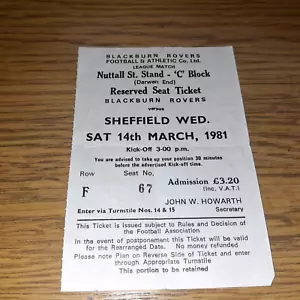 BLACKBURN ROVERS
FOOTBALL & ATHLETIC Co. Ltd.
LEAGUE MATCH
Nuttall St. Stand - 'C' Block
(Darwen End)
Reserved Seat Ticket
BLACKBURN ROVERS
versus
SHEFFIELD WED.
SAT 14th MARCH, 1981
Kick-Off 3-00 p.m.
You are advised to take up your position 30 minutes
before the advertised Kick-off time.
Row Seat No.
F 67 Admission £3.20
(Inc. V.A.T.)
JOHN W. HOWARTH
Enter via Turnstile Nos. 14 & 15 Secretary
This Ticket is Issued subject to Rules and Decision of
the Football Association
In the event of postponement this Ticket will be valid
for the Rearranged Date. No Money refunded
Please note Plan on Reverse Side of Ticket and enter
through Appropriate Turnstile
This portion to be retained